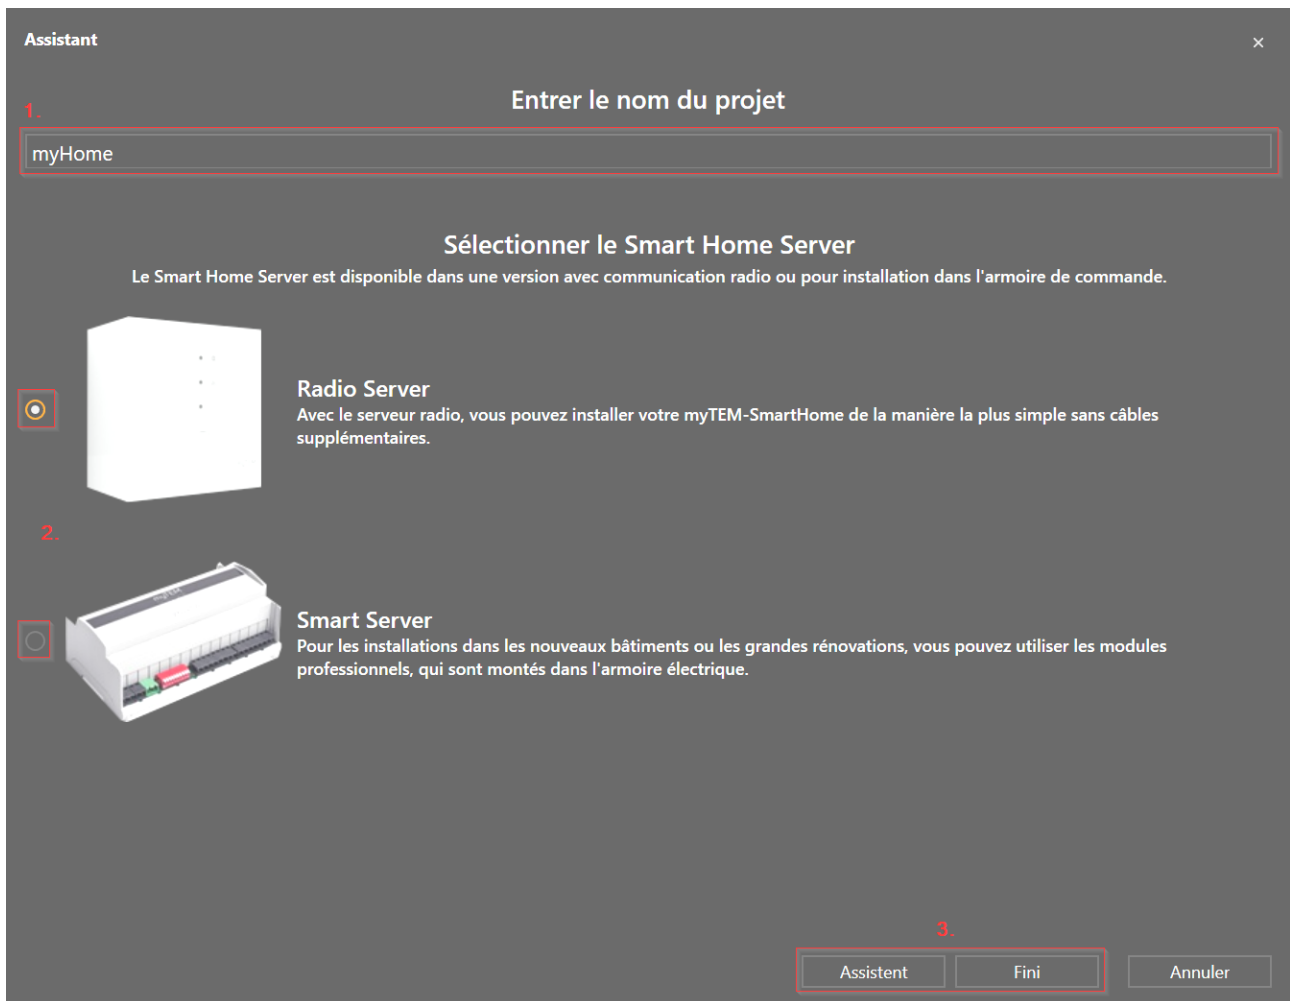 Assistant
×
Entrer le nom du projet
1.
myHome
Sélectionner le Smart Home Server
Le Smart Home Server est disponible dans une version avec communication radio ou pour installation dans l'armoire de commande.
Radio Server
Avec le serveur radio, vous pouvez installer votre myTEM-SmartHome de la manière la plus simple sans câbles
supplémentaires.
2.
myTEM
Smart Server
Pour les installations dans les nouveaux bâtiments ou les grandes rénovations, vous pouvez utiliser les modules
professionnels, qui sont montés dans l'armoire électrique.
3.
Assistent
Fini
Annuler